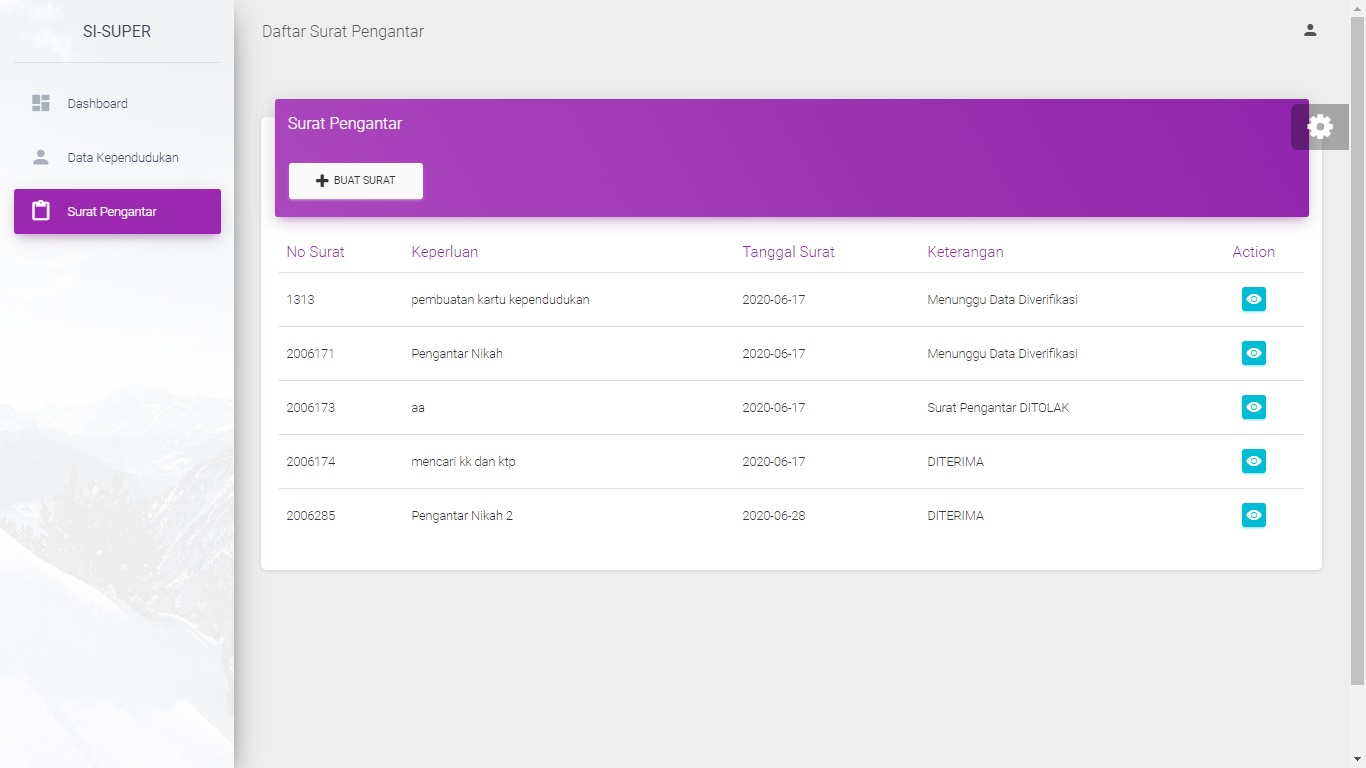 SI-SUPER
Daftar Surat Pengantar
Dashboard
Data Kependudukan
Surat Pengantar
Surat Pengantar
BUAT SURAT
No Surat Keperluan Tanggal Surat Keterangan Action
1313 pembuatan kartu kependudukan 2020-06-17 Menunggu Data Diverifikasi
2006171 Pengantar Nikah 2020-06-17 Menunggu Data Diverifikasi
2006173 aa 2020-06-17 Surat Pengantar DITOLAK
2006174 mencari kk dan ktp 2020-06-17 DITERIMA
2006285 Pengantar Nikah 2 2020-06-28 DITERIMA